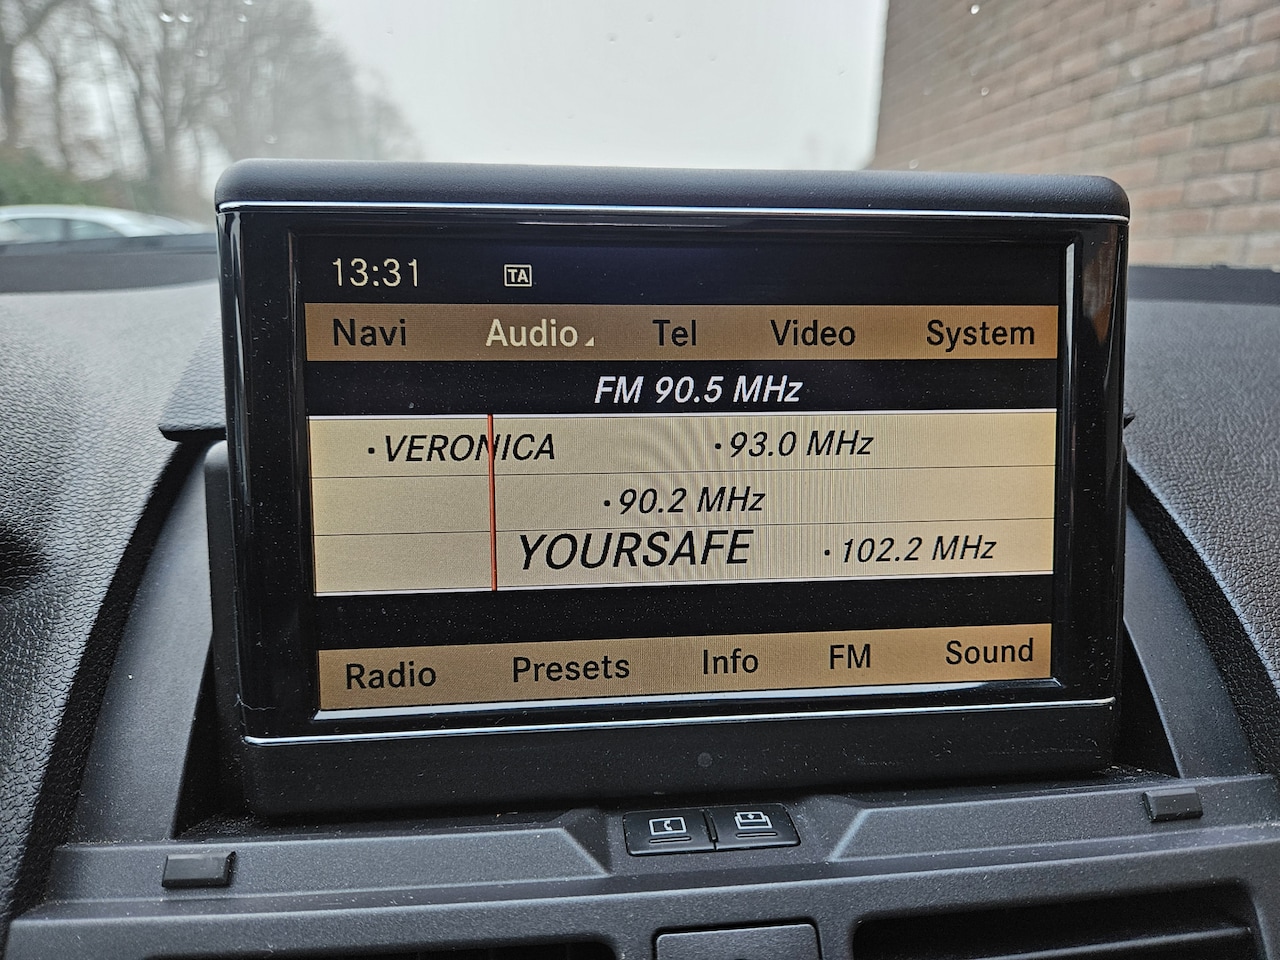 13:31 TA
Navi Audio Tel Video System
FM 90.5 MHz
·VERONICA ·93.0 MHz
·90.2 MHz
YOURSAFE ·102.2 MHz
Radio Presets Info FM Sound